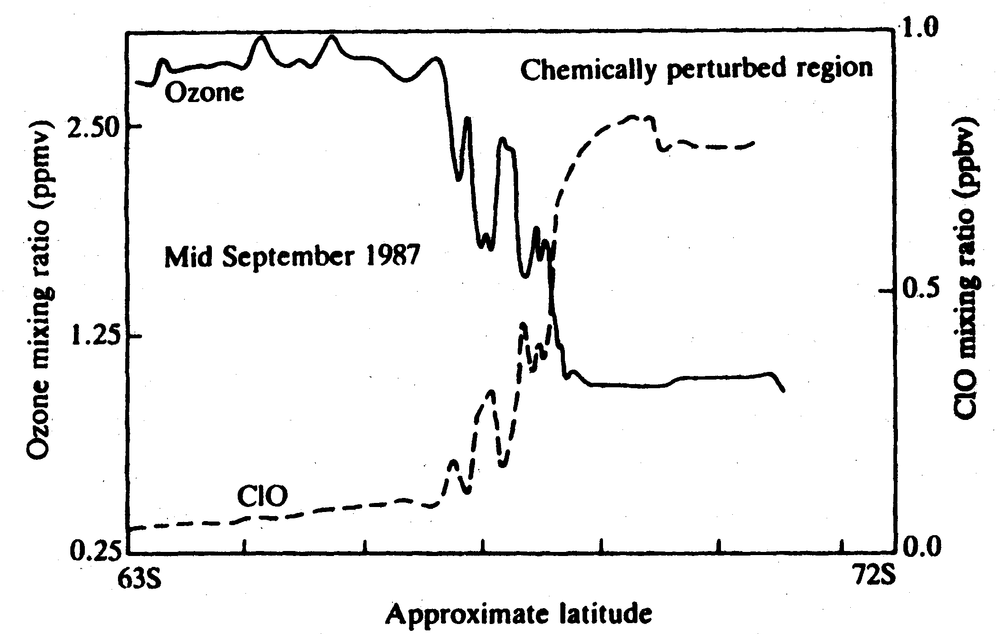 1.0
Chemically perturbed region
Ozone
2.50
Ozone mixing ratio (ppmv)
ClO mixing ratio (ppbv)
Mid September 1987
0.5
1.25
ClO
0.25
0.0
63S
72S
Approximate latitude